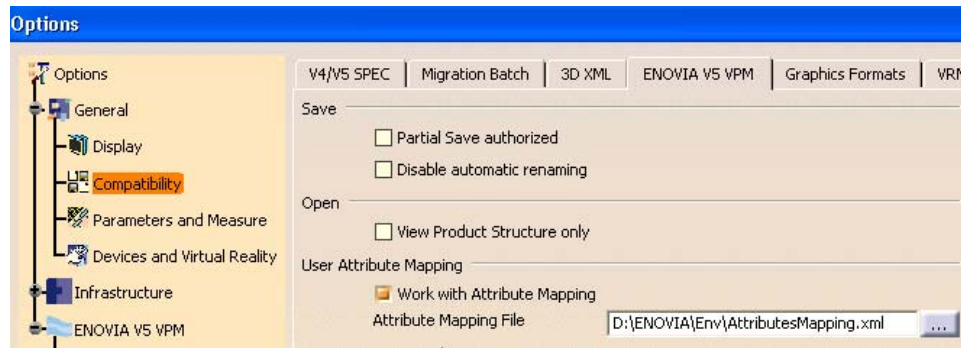 Options
Options
General
Display
Compatibility
Parameters and Measure
Devices and Virtual Reality
Infrastructure
ENOVIA V5 VPM
V4/V5 SPEC Migration Batch 3D XML ENOVIA V5 VPM Graphics Formats
Save
Partial Save authorized
Disable automatic renaming
Open
View Product Structure only
User Attribute Mapping
Work with Attribute Mapping
Attribute Mapping File D:\ENOVIA\Env\AttributesMapping.xml ...